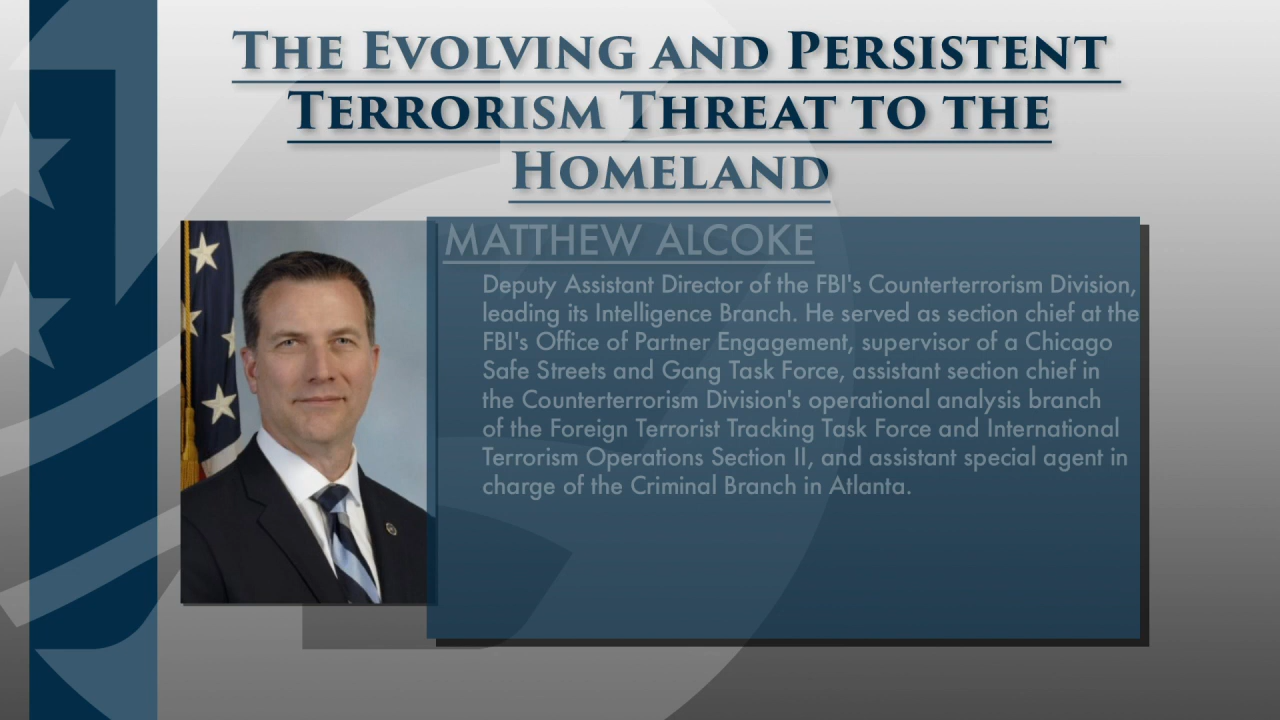 THE EVOLVING AND PERSISTENT
TERRORISM THREAT TO THE
HOMELAND
MATTHEW ALCOKE
Deputy Assistant Director of the FBI's Counterterrorism Division,
leading its Intelligence Branch. He served as section chief at the
FBI's Office of Partner Engagement, supervisor of a Chicago
Safe Streets and Gang Task Force, assistant section chief in
the Counterterrorism Division's operational analysis branch
of the Foreign Terrorist Tracking Task Force and International
Terrorism Operations Section II, and assistant special agent in
charge of the Criminal Branch in Atlanta.